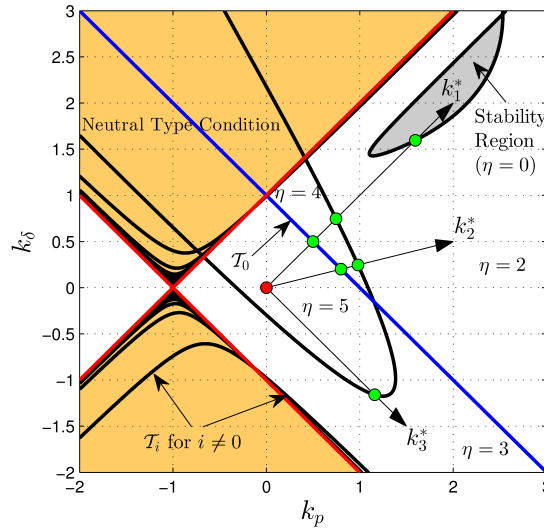 3
2.5
2
1.5
1
0.5
0
−0.5
−1
−1.5
−2
−2
−1
0
1
2
3
k_δ
k_p
Neutral Type Condition
η = 4
k_1^*
Stability
Region
(η = 0)
𝒯_0
k_2^*
η = 2
η = 5
𝒯_i for i ≠ 0
k_3^*
η = 3